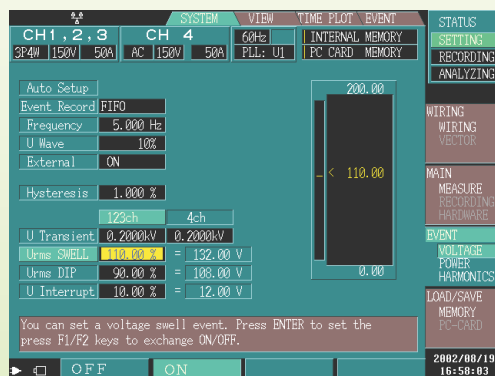 SYSTEM VIEW TIME PLOT EVENT
STATUS
CH1,2,3 CH 4 60Hz INTERNAL MEMORY
SETTING
3P4W 150V 50A AC 150V 50A PLL: U1 PC CARD MEMORY
RECORDING
ANALYZING
Auto Setup
200.00
Event Record FIFO
Frequency 5.000 Hz
U Wave 10%
External ON
WIRING
WIRING
VECTOR
< 110.00
MAIN
MEASURE
RECORDING
HARDWARE
Hysteresis 1.000 %
123ch 4ch
U Transient 0.2000kV 0.2000kV
Urms SWELL 110.00 % = 132.00 V
Urms DIP 90.00 % = 108.00 V
U Interrupt 10.00 % = 12.00 V
0.00
EVENT
VOLTAGE
POWER
HARMONICS
LOAD/SAVE
MEMORY
PC-CARD
You can set a voltage swell event. Press ENTER to set the
press F1/F2 keys to exchange ON/OFF.
OFF ON
2002/08/19
16:58:03